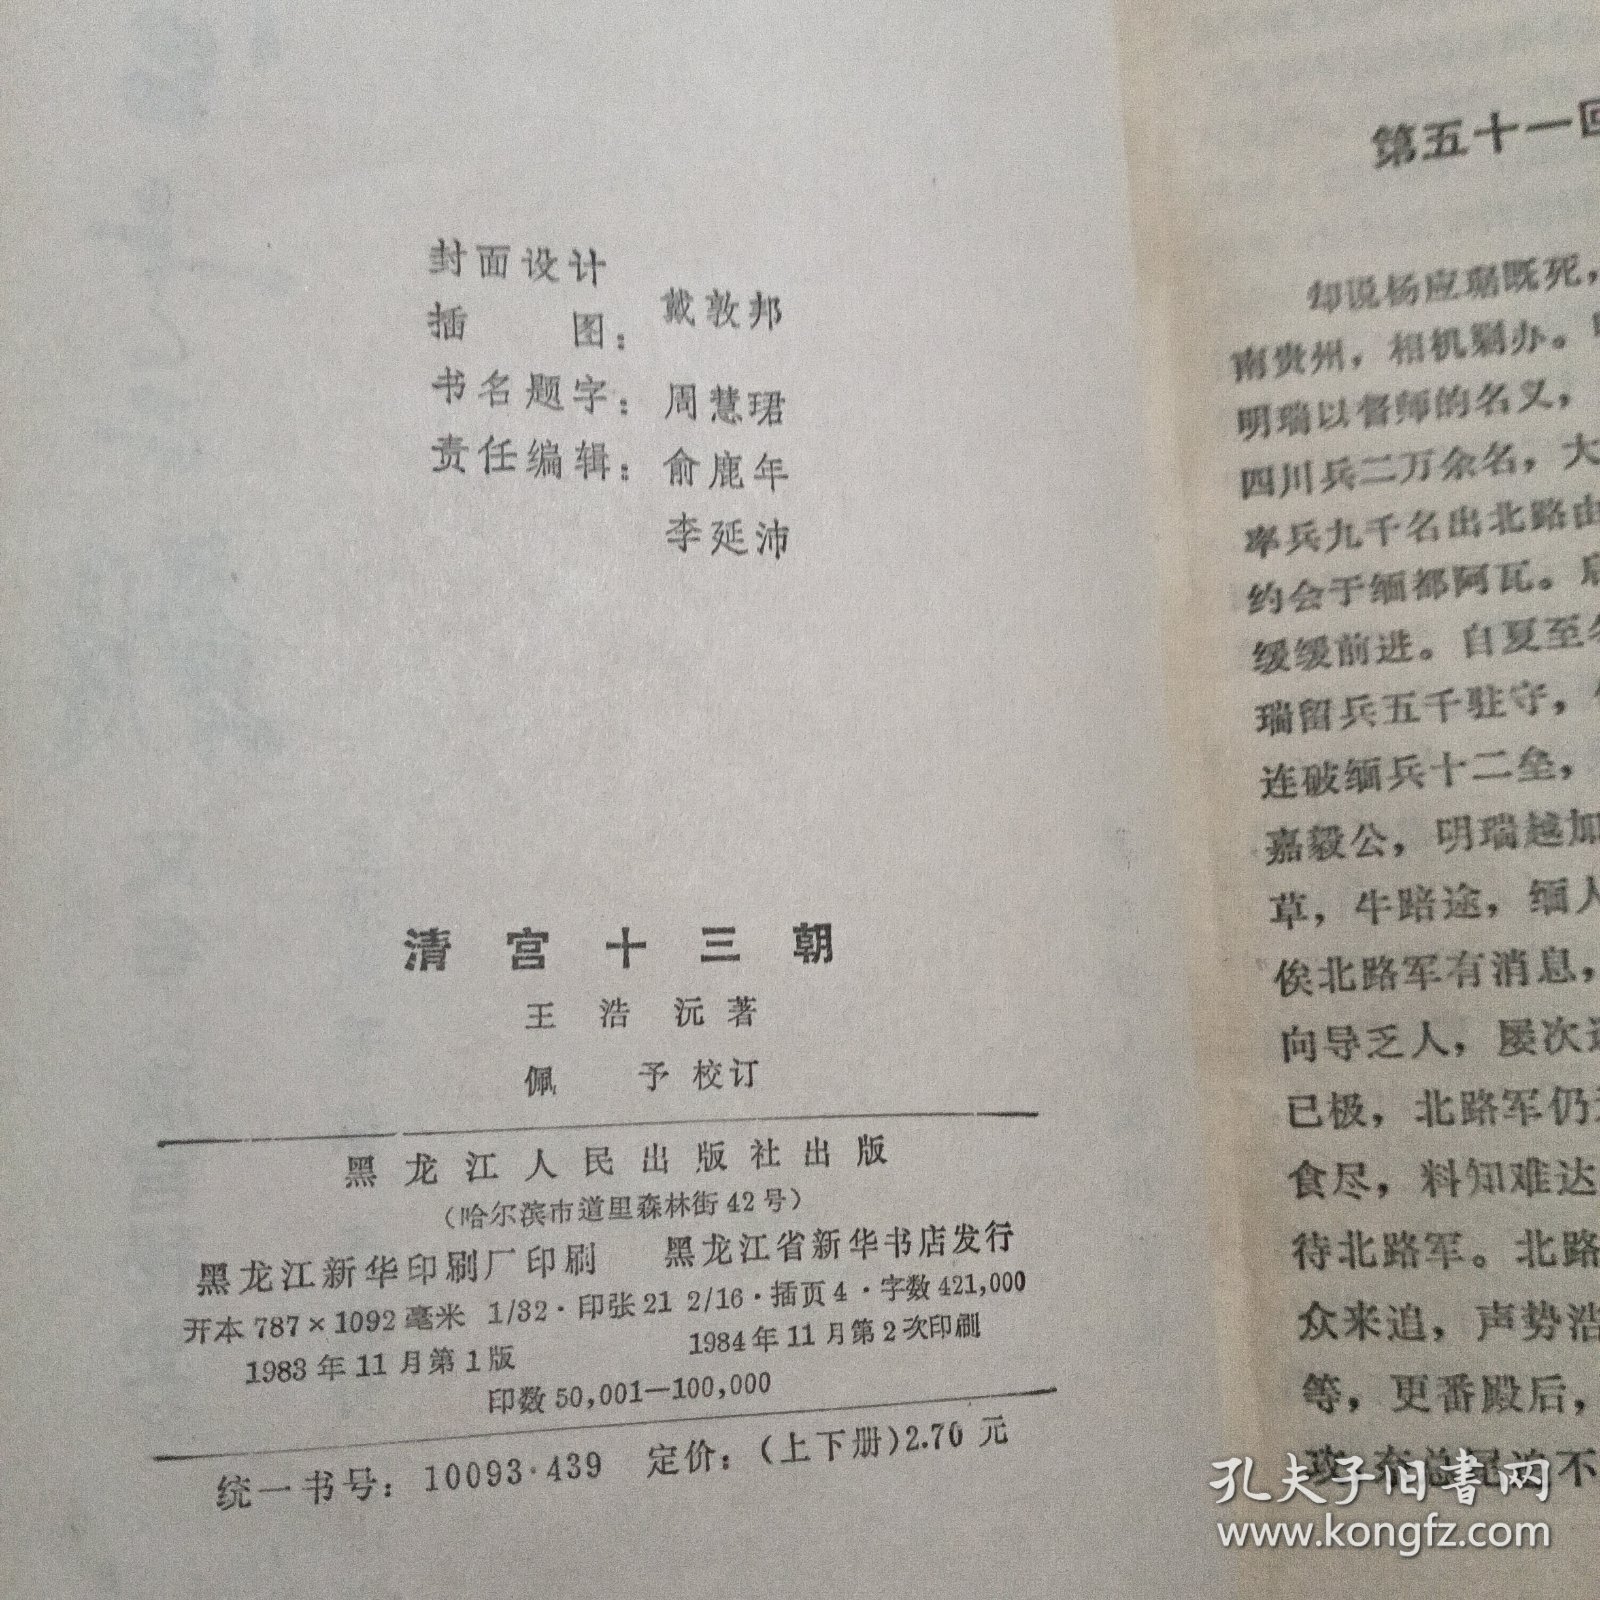 封面设计
插　　图：戴敦邦
书名题字：周慧珺
责任编辑：俞鹿年
李延沛
清宫十三朝
王浩沅著
佩　予校订
黑龙江人民出版社出版
（哈尔滨市道里森林街42号）
黑龙江新华印刷厂印刷　黑龙江省新华书店发行
开本787×1092毫米 1/32·印张21 2/16·插页4·字数421,000
1983年11月第1版　1984年11月第2次印刷
印数50,001—100,000
统一书号：10093·439　定价：（上下册）2.70元
第五十一回
却说杨应琚既死，
南贵州，相机剿办。
明瑞以督师的名义，
四川兵二万余名，大
率兵九千名出北路由
约会于缅都阿瓦。
缓缓前进。自夏至冬
瑞留兵五千驻守，
连破缅兵十二垒，
嘉毅公，明瑞越加
草，牛踣途，缅人
俟北路军有消息，
向导乏人，屡次
已极，北路军仍
食尽，料知难达
待北路军。北路
众来追，声势浩
等，更番殿后，
孔夫子旧书网
www.kongfz.com